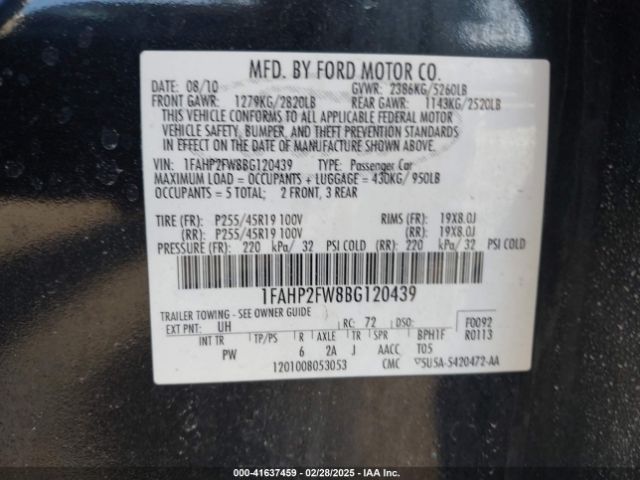 MFD. BY FORD MOTOR CO.
DATE: 08/10 GVWR: 2386KG/5260LB
FRONT GAWR: 1279KG/2820LB REAR GAWR: 1143KG/2520LB
THIS VEHICLE CONFORMS TO ALL APPLICABLE FEDERAL MOTOR
VEHICLE SAFETY, BUMPER, AND THEFT PREVENTION STANDARDS
IN EFFECT ON THE DATE OF MANUFACTURE SHOWN ABOVE.
VIN: 1FAHP2FW8BG120439 TYPE: Passenger Car
MAXIMUM LOAD = OCCUPANTS + LUGGAGE = 430KG/ 950LB
OCCUPANTS = 5 TOTAL: 2 FRONT, 3 REAR
TIRE (FR): P255/45R19 100V RIMS (FR): 19X8.0J
(RR): P255/45R19 100V (RR): 19X8.0J
PRESSURE (FR): 220 kPa/ 32 PSI COLD (RR): 220 kPa/ 32 PSI COLD
1FAHP2FW8BG120439
TRAILER TOWING - SEE OWNER GUIDE
EXT PNT: UH RC: 72 DSO: F0092
INT TR TP/PS R AXLE TR SPR BPH1F R0113
PW 6 2A J AACC T05
1201008053053 CMC ▽5U5A-5420472-AA
00-41637459 — 02/28/2025 — IAA Inc.